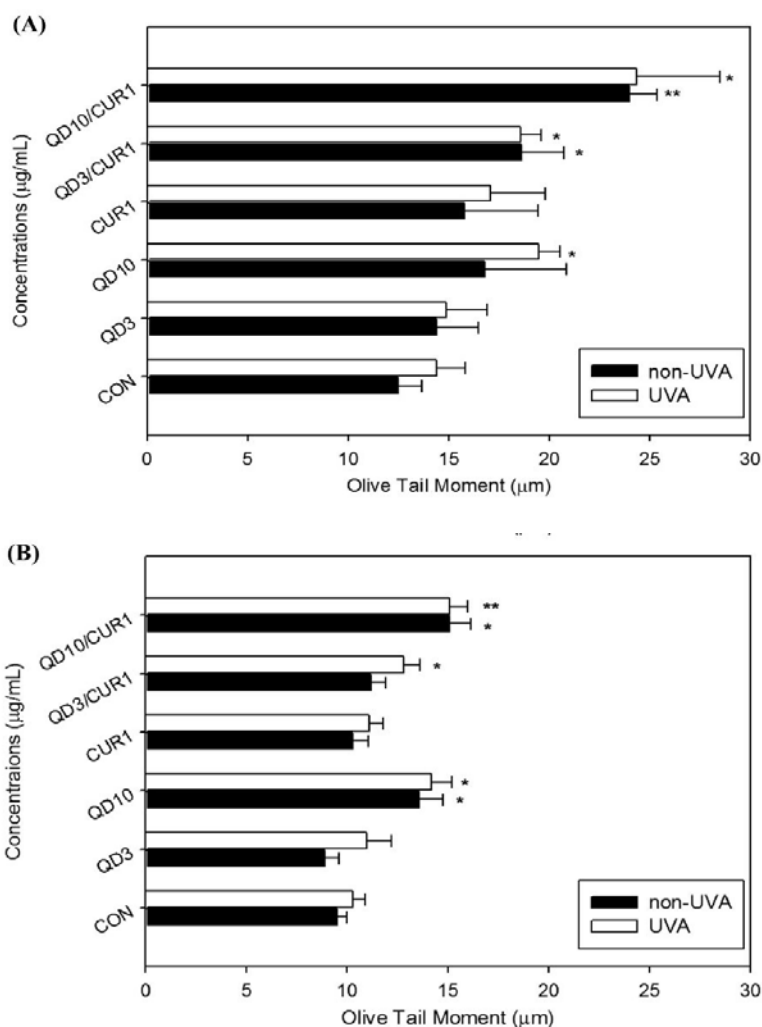 (A)
Concentrations (μg/mL)
QD10/CUR1
QD3/CUR1
CUR1
QD10
QD3
CON
*
**
*
*
*
non-UVA
UVA
0 5 10 15 20 25 30
Olive Tail Moment (μm)
(B)
Concentraions (μg/mL)
QD10/CUR1
QD3/CUR1
CUR1
QD10
QD3
CON
**
*
*
*
*
non-UVA
UVA
0 5 10 15 20 25 30
Olive Tail Moment (μm)